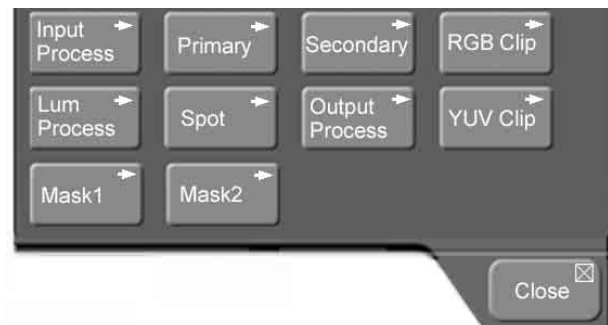 Input
Process
Primary
Secondary
RGB Clip
Lum
Process
Spot
Output
Process
YUV Clip
Mask1
Mask2
Close